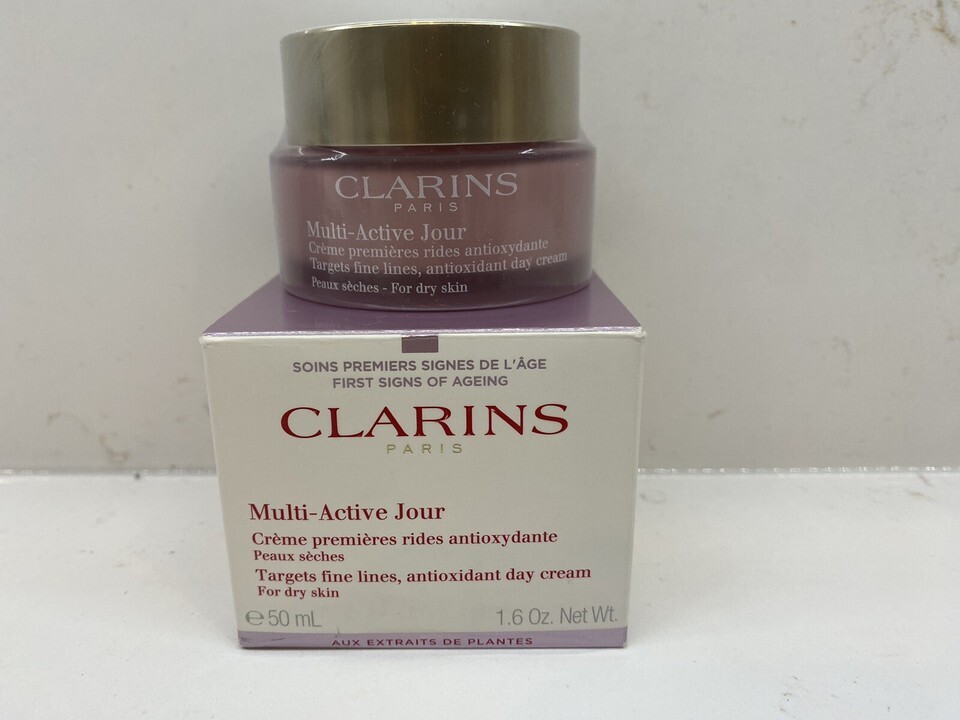 CLARINS
PARIS
Multi-Active Jour
Crème premières rides antioxydante
Targets fine lines, antioxidant day cream
Peaux sèches - For dry skin
SOINS PREMIERS SIGNES DE L'ÂGE
FIRST SIGNS OF AGEING
CLARINS
PARIS
Multi-Active Jour
Crème premières rides antioxydante
Peaux sèches
Targets fine lines, antioxidant day cream
For dry skin
℮ 50 mL 1.6 Oz. Net Wt.
AUX EXTRAITS DE PLANTES